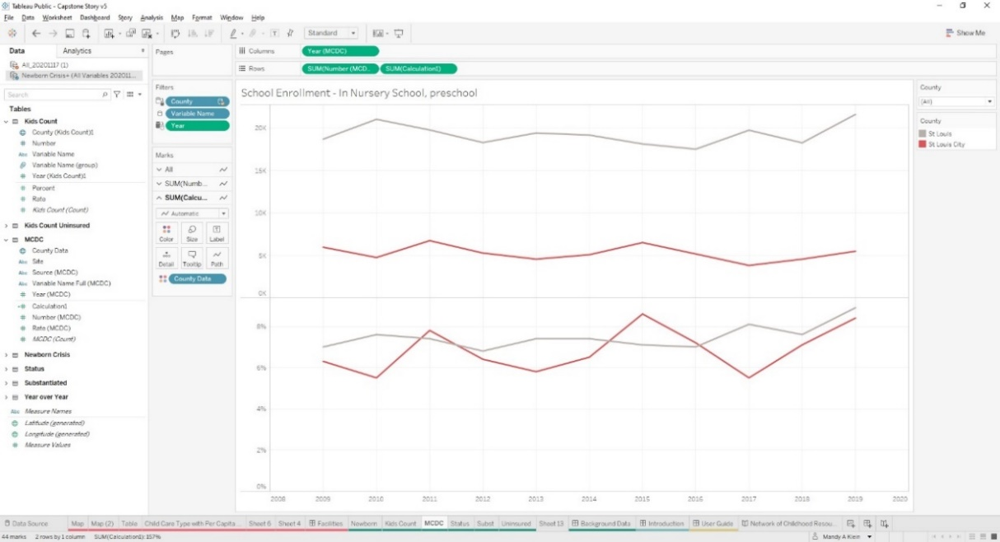 Tableau Public - Capstone Story v5
File Data Worksheet Dashboard Story Analysis Map Format Window Help
Standard
Show Me
Data Analytics
All_20201117 (1)
Newborn Crisis+ (All Variables 202011...
Search
Tables
Kids Count
County (Kids Count)1
# Number
Abc Variable Name
Variable Name (group)
# Year (Kids Count)1
# Percent
# Rate
# Kids Count (Count)
Kids Count Uninsured
MCDC
County Data
Abc Site
Abc Source (MCDC)
Abc Variable Name Full (MCDC)
# Year (MCDC)
=# Calculation1
# Number (MCDC)
# Rate (MCDC)
# MCDC (Count)
Newborn Crisis
Status
Substantiated
Year over Year
Abc Measure Names
Latitude (generated)
Longitude (generated)
# Measure Values
Pages
Filters
County
Variable Name
Year
Marks
All
SUM(Numb...
SUM(Calcu...
Automatic
Color Size Label
Detail Tooltip Path
County Data
Columns Year (MCDC)
Rows SUM(Number (MCD.. SUM(Calculation1)
School Enrollment - In Nursery School, preschool
20K
15K
10K
5K
0K
8%
6%
4%
2%
0%
2008 2009 2010 2011 2012 2013 2014 2015 2016 2017 2018 2019 2020
County
(All)
County
St Louis
St Louis City
Data Source Map Map (2) Table Child Care Type with Per Capita ... Sheet 6 Sheet 4 Facilities Newborn Kids Count MCDC Status Subst Uninsured Sheet 13 Background Data Introduction User Guide Network of Childhood Resou...
44 marks 2 rows by 1 column SUM(Calculation1): 157% Mandy A Klein